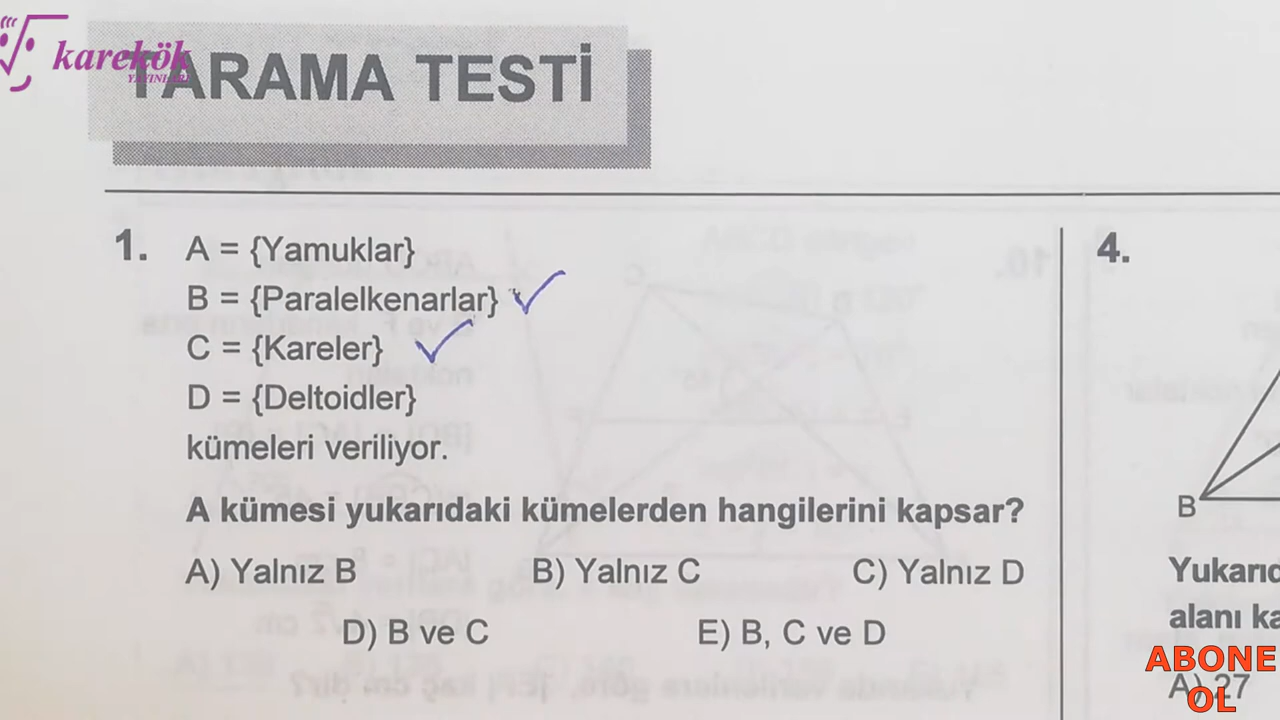 karekök
YAYINLARI
TARAMA TESTİ
1. A = {Yamuklar}
B = {Paralelkenarlar}
C = {Kareler}
D = {Deltoidler}
kümeleri veriliyor.
A kümesi yukarıdaki kümelerden hangilerini kapsar?
A) Yalnız B B) Yalnız C C) Yalnız D
D) B ve C E) B, C ve D
4.
B
Yukarıd
alanı ka
A) 27
ABONE
OL